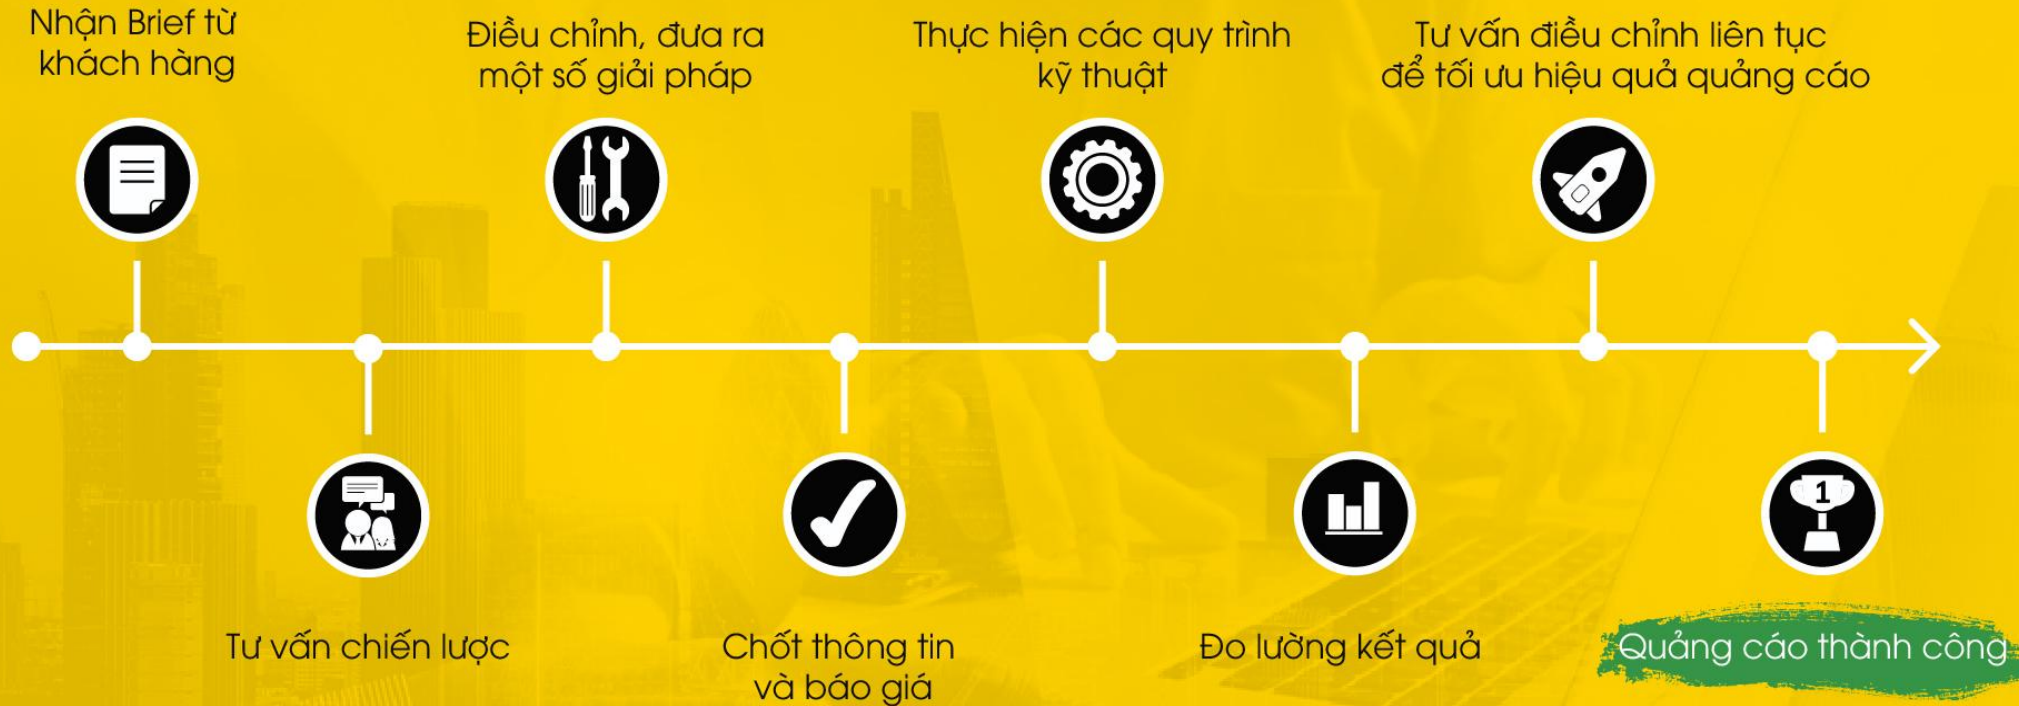 Nhận Brief từ
khách hàng
Tư vấn chiến lược
Điều chỉnh, đưa ra
một số giải pháp
Chốt thông tin
và báo giá
Thực hiện các quy trình
kỹ thuật
Đo lường kết quả
Tư vấn điều chỉnh liên tục
để tối ưu hiệu quả quảng cáo
1
Quảng cáo thành công